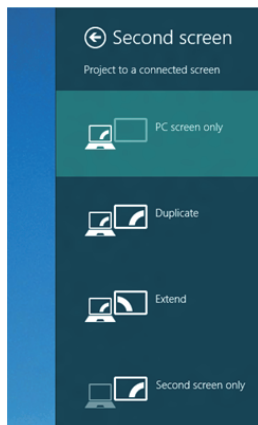 Second screen
Project to a connected screen
PC screen only
Duplicate
Extend
Second screen only